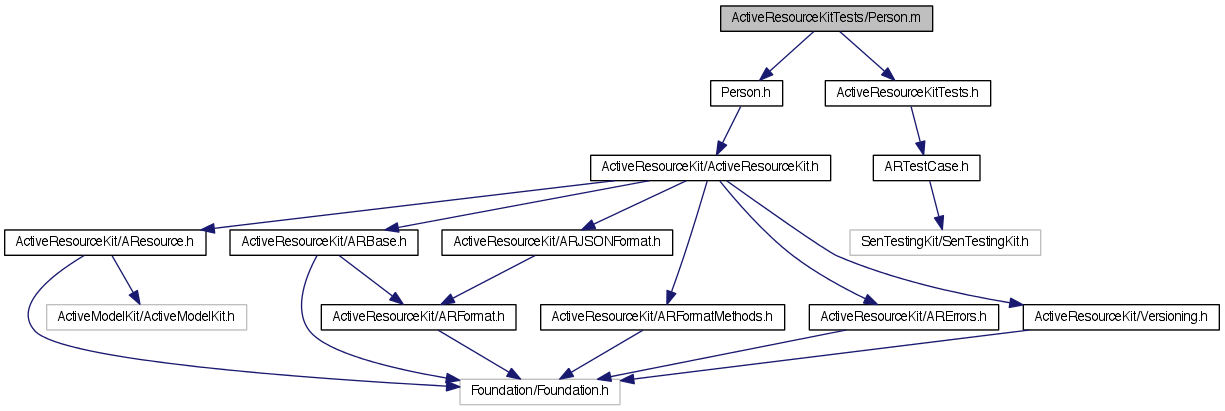 ActiveResourceKitTests/Person.m
Person.h
ActiveResourceKitTests.h
ActiveResourceKit/ActiveResourceKit.h
ARTestCase.h
ActiveResourceKit/AResource.h
ActiveResourceKit/ARBase.h
ActiveResourceKit/ARJSONFormat.h
SenTestingKit/SenTestingKit.h
ActiveModelKit/ActiveModelKit.h
ActiveResourceKit/ARFormat.h
ActiveResourceKit/ARFormatMethods.h
ActiveResourceKit/ARErrors.h
ActiveResourceKit/Versioning.h
Foundation/Foundation.h